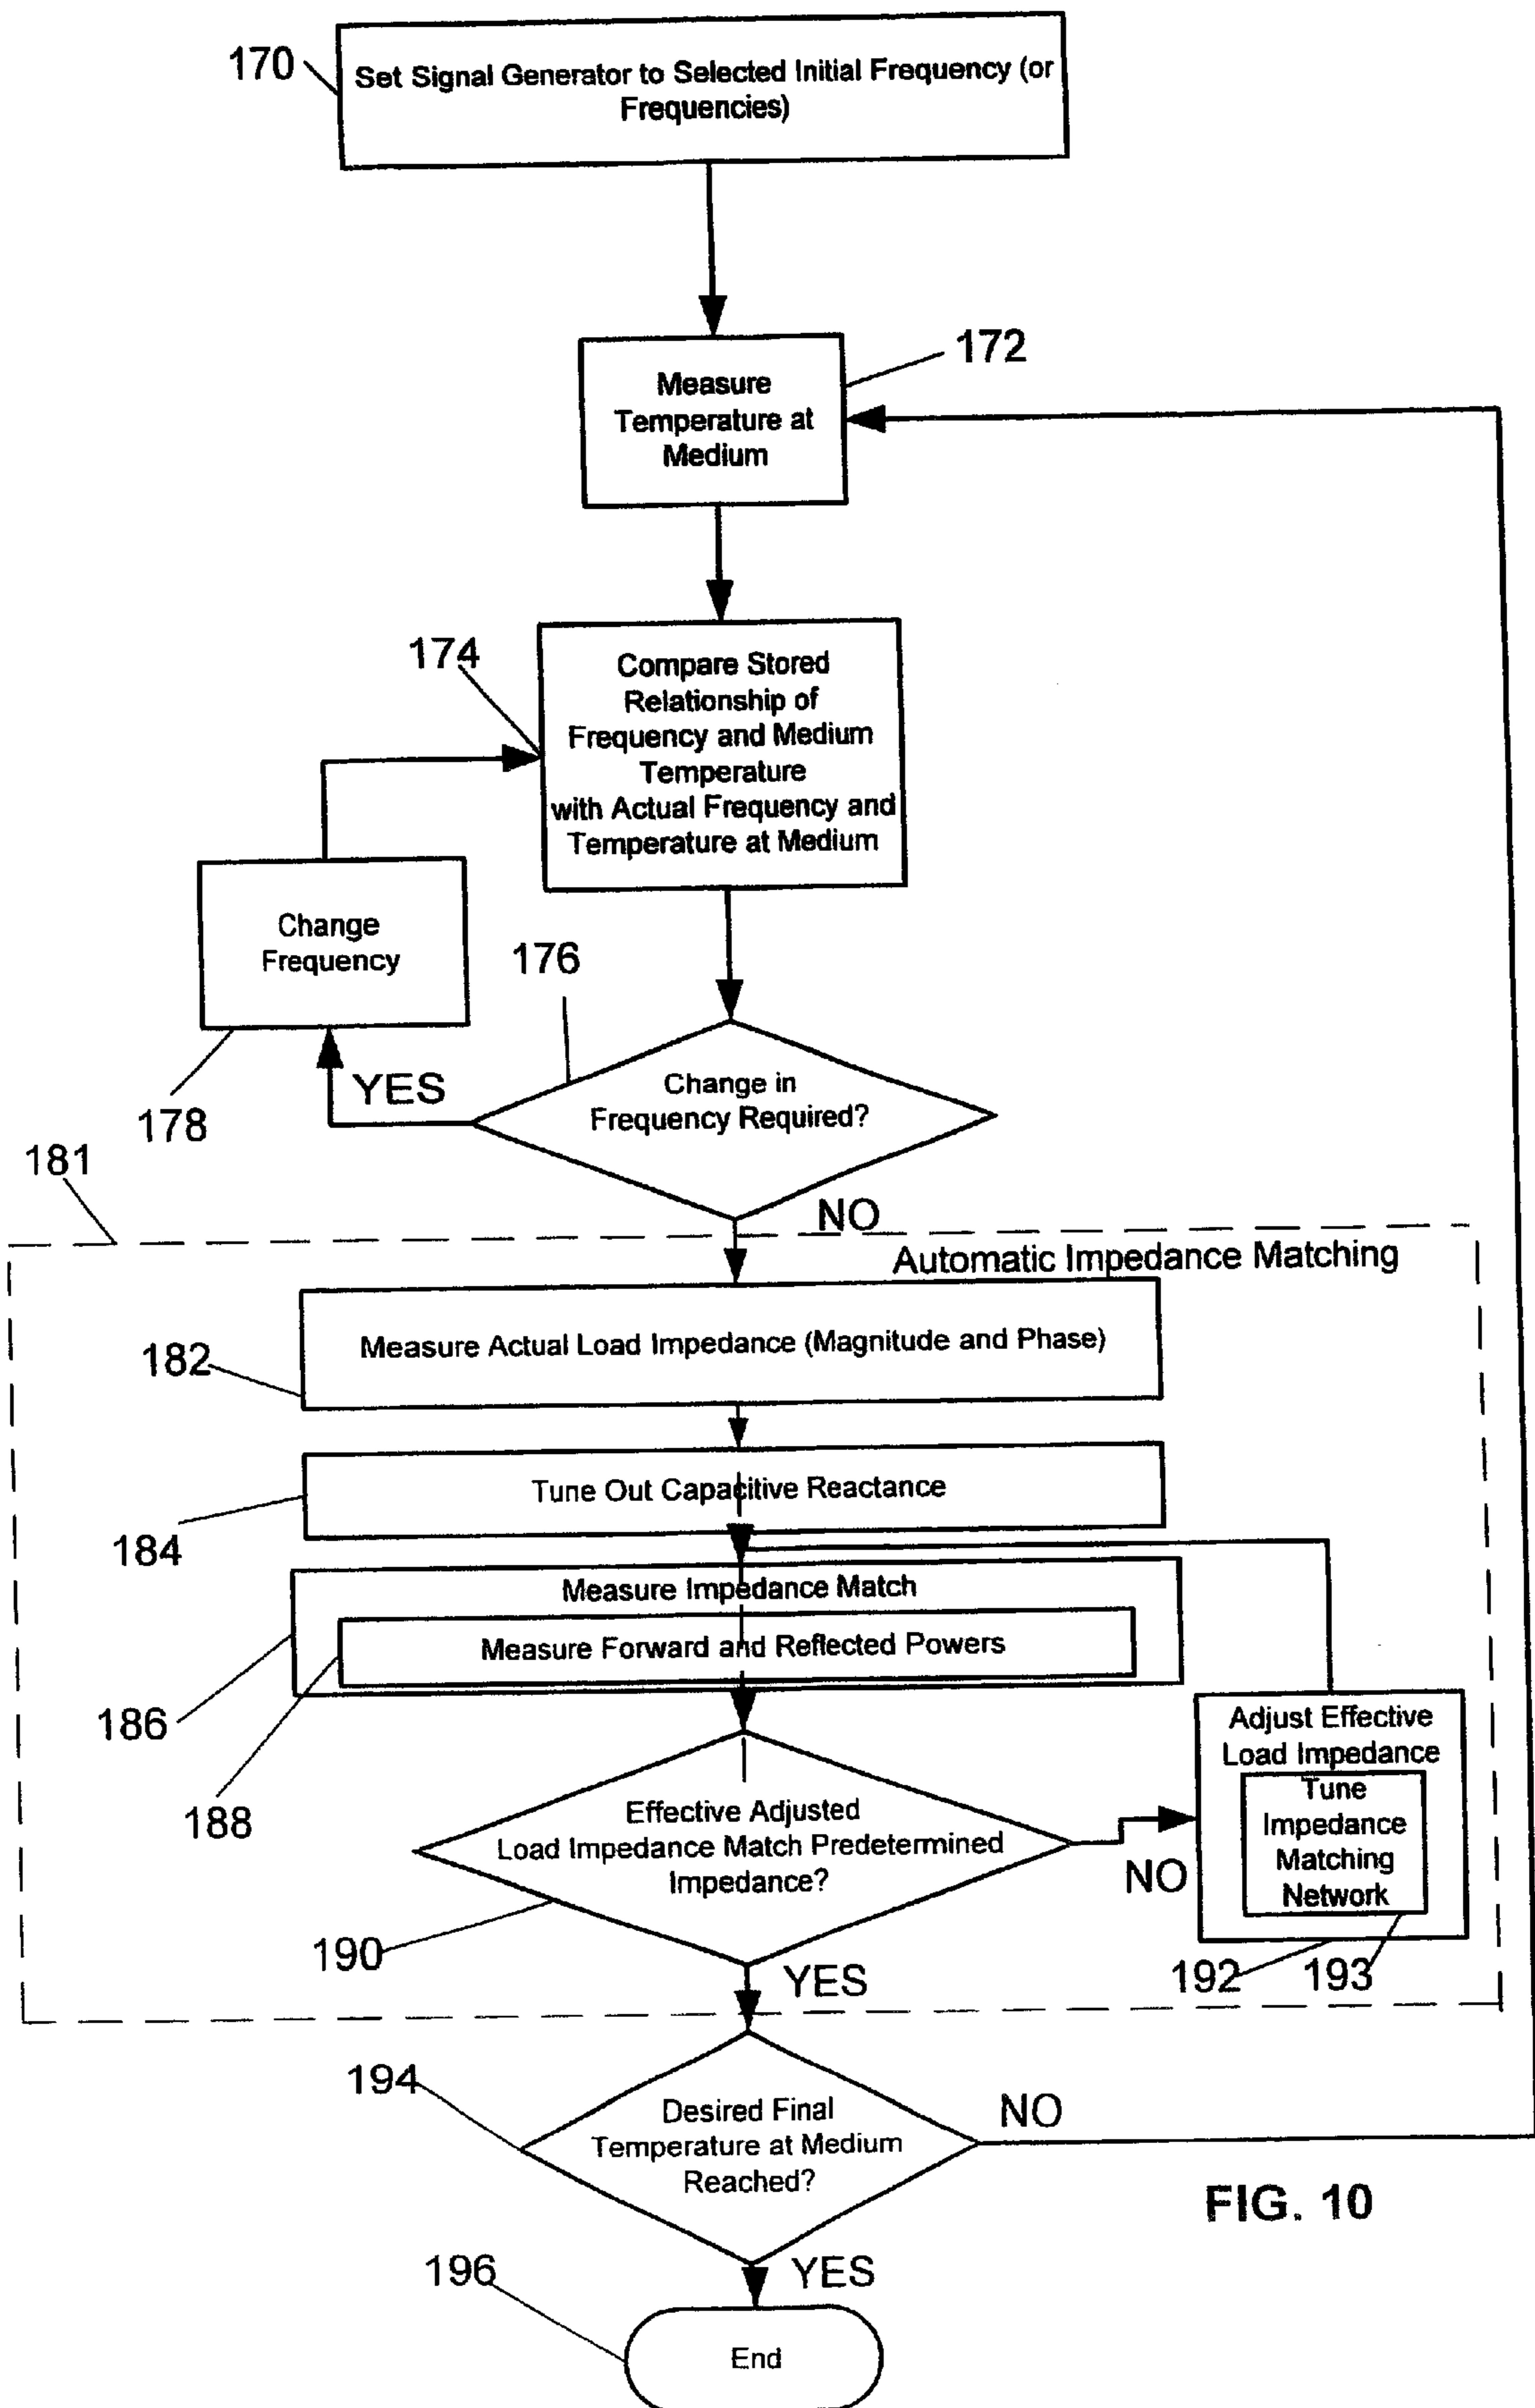 170
Set Signal Generator to Selected Initial Frequency (or
Frequencies)
172
Measure
Temperature at
Medium
174
Compare Stored
Relationship of
Frequency and Medium
Temperature
with Actual Frequency and
Temperature at Medium
Change
Frequency
178
176
YES
Change in
Frequency Required?
NO
181
Automatic Impedance Matching
182
Measure Actual Load Impedance (Magnitude and Phase)
184
Tune Out Capacitive Reactance
Measure Impedance Match
186
Measure Forward and Reflected Powers
188
Adjust Effective
Load Impedance
Tune
Impedance
Matching
Network
192
193
Effective Adjusted
Load Impedance Match Predetermined
Impedance?
NO
190
YES
194
Desired Final
Temperature at Medium
Reached?
NO
FIG. 10
YES
196
End